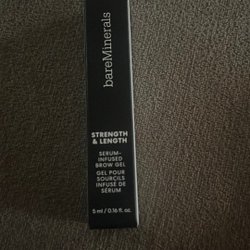 bareMinerals
STRENGTH
& LENGTH
SERUM-
INFUSED
BROW GEL
GEL POUR
SOURCILS
INFUSÉ DE
SÉRUM
5 ml / 0.16 fl. oz.